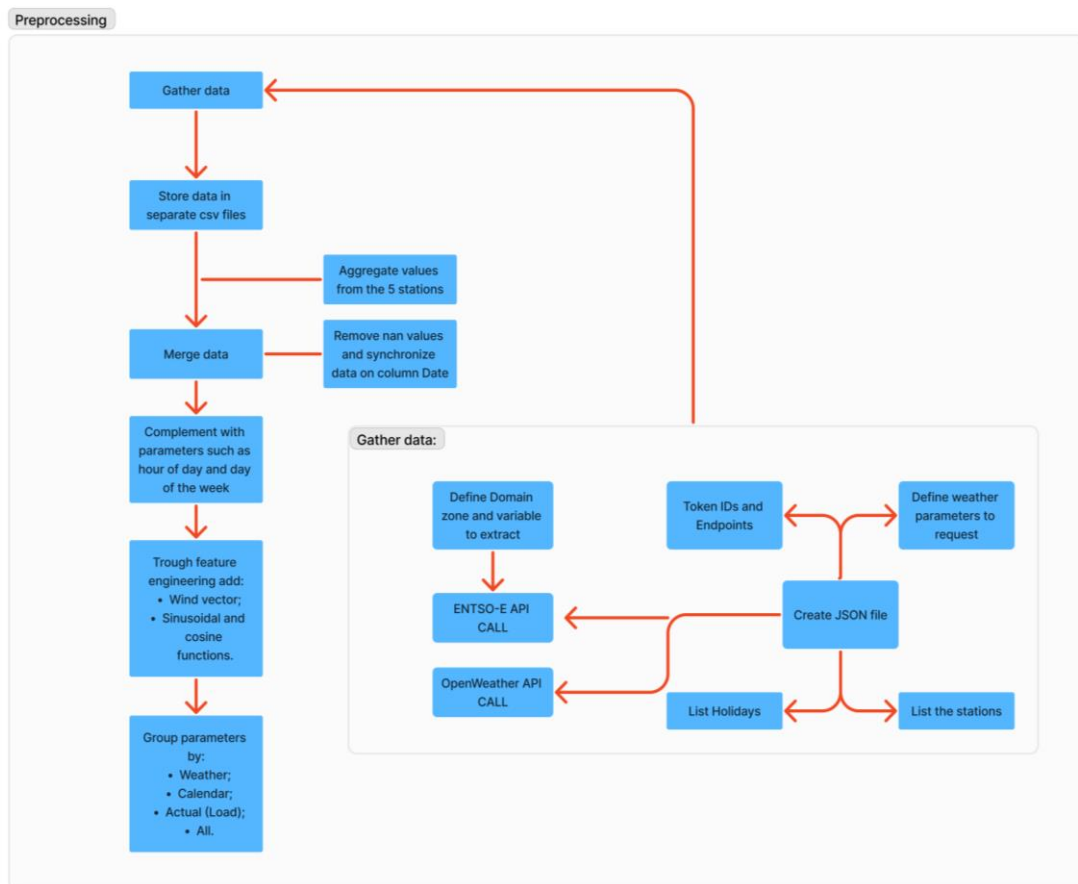 Preprocessing
Gather data
Store data in
separate csv files
Aggregate values
from the 5 stations
Merge data
Remove nan values
and synchronize
data on column Date
Complement with
parameters such as
hour of day and day
of the week
Trough feature
engineering add:
• Wind vector;
• Sinusoidal and
cosine
functions.
Group parameters
by:
• Weather;
• Calendar;
• Actual (Load);
• All.
Gather data:
Define Domain
zone and variable
to extract
Token IDs and
Endpoints
Define weather
parameters to
request
ENTSO-E API
CALL
Create JSON file
OpenWeather API
CALL
List Holidays
List the stations